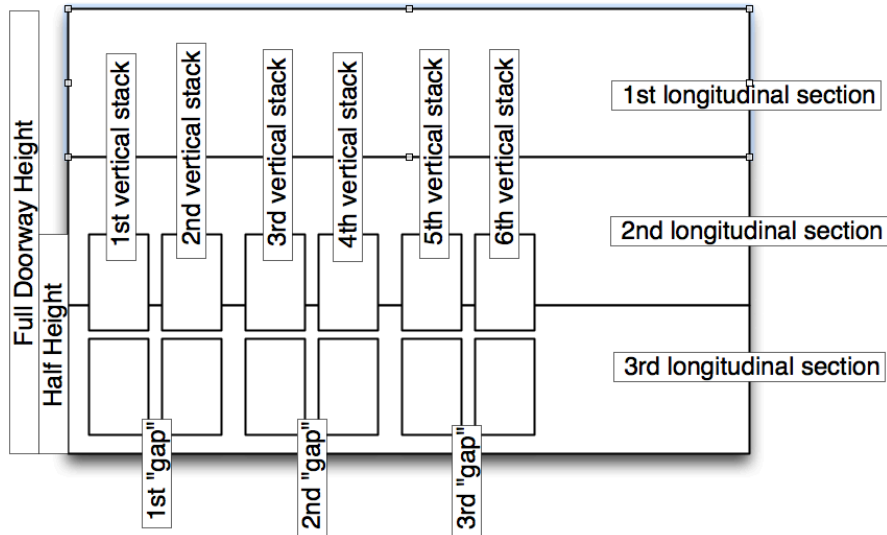 Full Doorway Height
Half Height
1st vertical stack
2nd vertical stack
3rd vertical stack
4th vertical stack
5th vertical stack
6th vertical stack
1st longitudinal section
2nd longitudinal section
3rd longitudinal section
1st "gap"
2nd "gap"
3rd "gap"